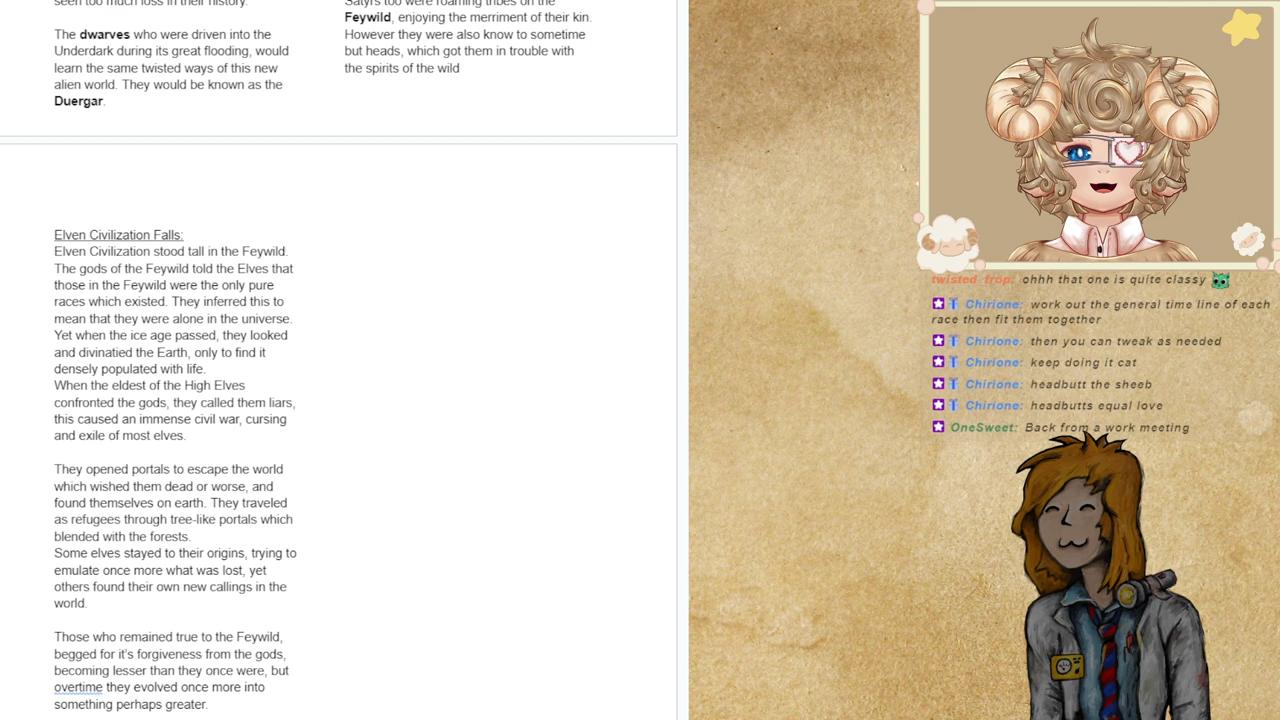 seen too much loss in their history.
The dwarves who were driven into the
Underdark during its great flooding, would
learn the same twisted ways of this new
alien world. They would be known as the
Duergar.
Satyrs too were roaming tribes on the
Feywild, enjoying the merriment of their kin.
However they were also know to sometime
but heads, which got them in trouble with
the spirits of the wild
Elven Civilization Falls:
Elven Civilization stood tall in the Feywild.
The gods of the Feywild told the Elves that
those in the Feywild were the only pure
races which existed. They inferred this to
mean that they were alone in the universe.
Yet when the ice age passed, they looked
and divinatied the Earth, only to find it
densely populated with life.
When the eldest of the High Elves
confronted the gods, they called them liars,
this caused an immense civil war, cursing
and exile of most elves.
They opened portals to escape the world
which wished them dead or worse, and
found themselves on earth. They traveled
as refugees through tree-like portals which
blended with the forests.
Some elves stayed to their origins, trying to
emulate once more what was lost, yet
others found their own new callings in the
world.
Those who remained true to the Feywild,
begged for it's forgiveness from the gods,
becoming lesser than they once were, but
overtime they evolved once more into
something perhaps greater.
twisted_frop: ohhh that one is quite classy
Chirione: work out the general time line of each
race then fit them together
Chirione: then you can tweak as needed
Chirione: keep doing it cat
Chirione: headbutt the sheeb
Chirione: headbutts equal love
OneSweet: Back from a work meeting